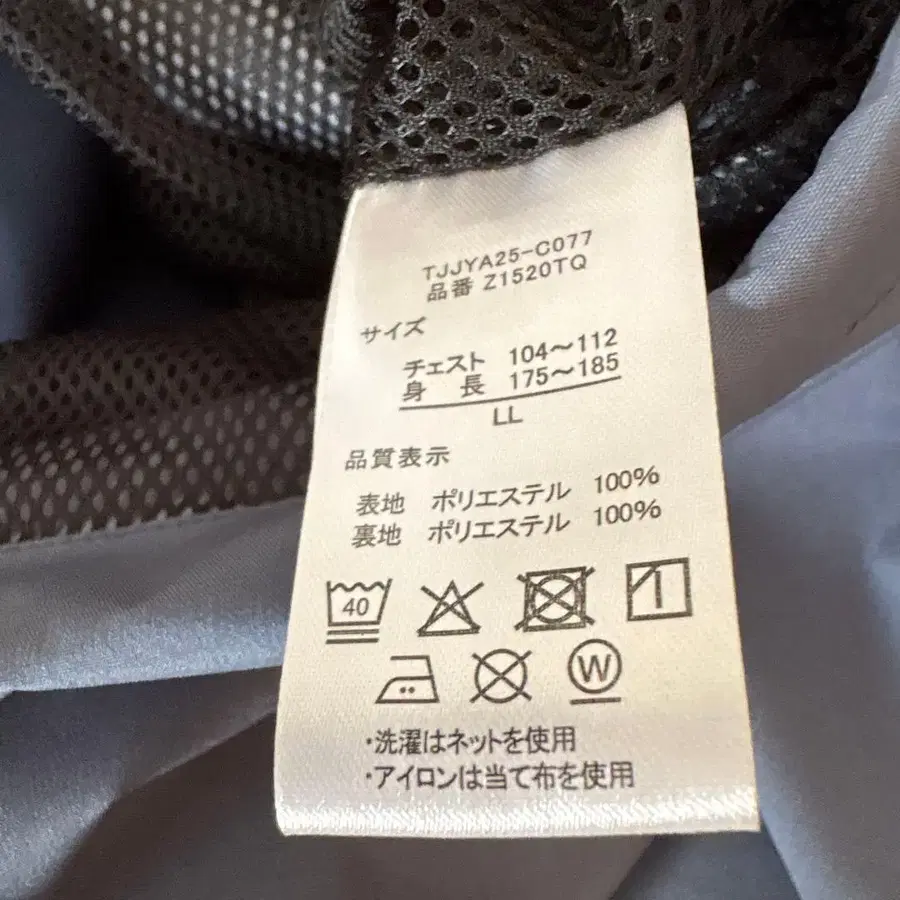 TJJYA25-C077
品番 Z1520TQ
サイズ
チェスト 104～112
身長 175～185
LL
品質表示
表地 ポリエステル 100%
裏地 ポリエステル 100%
40
W
・洗濯はネットを使用
・アイロンは当て布を使用